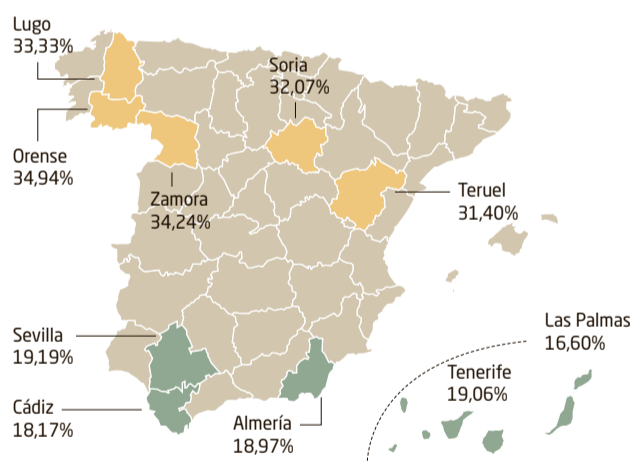 Lugo
33,33%
Soria
32,07%
Orense
34,94%
Zamora
34,24%
Teruel
31,40%
Sevilla
19,19%
Las Palmas
16,60%
Tenerife
19,06%
Cádiz
18,17%
Almería
18,97%